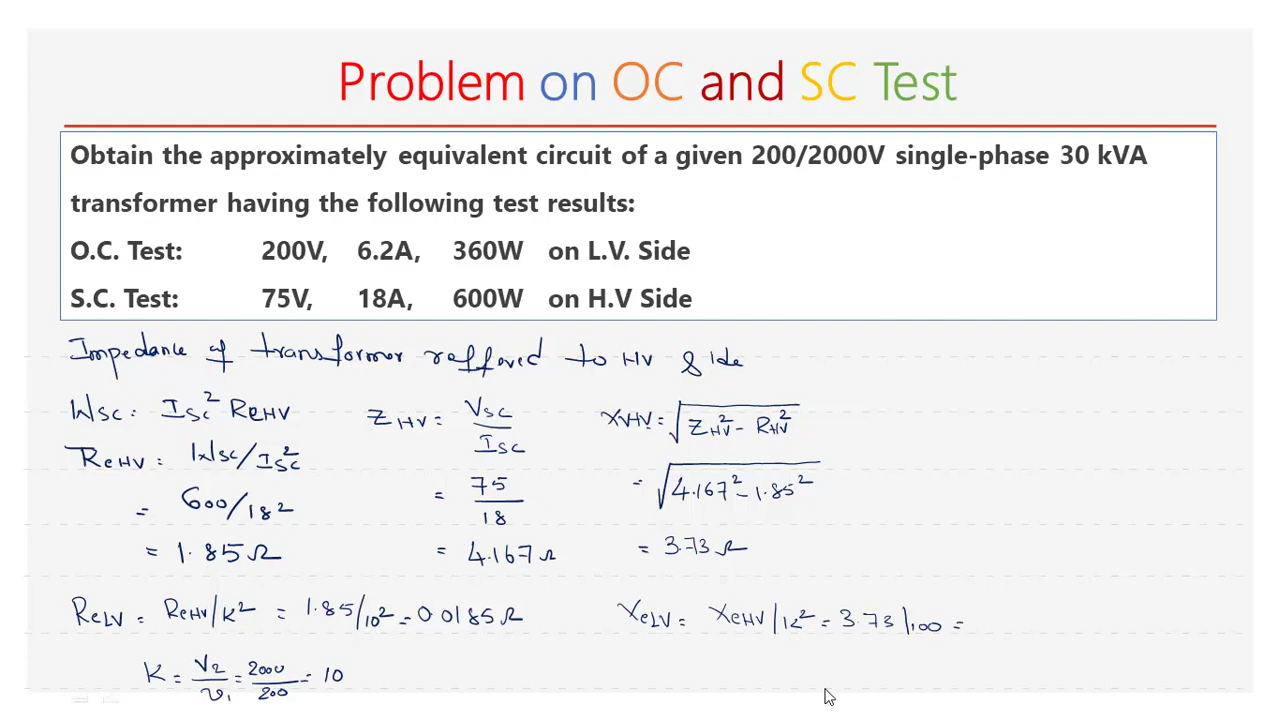 Problem on OC and SC Test
Obtain the approximately equivalent circuit of a given 200/2000V single-phase 30 kVA
transformer having the following test results:
O.C. Test: 200V, 6.2A, 360W on L.V. Side
S.C. Test: 75V, 18A, 600W on H.V Side
Impedance of transformer reffered to HV side
Wsc = Isc² ReHV
ReHV = Wsc/Isc²
= 600/18²
= 1.85Ω
ZHV = Vsc/Isc
= 75/18
= 4.167Ω
XHV = √ZHV² - RHV²
= √4.167² - 1.85²
= 3.73Ω
ReLV = ReHV/K² = 1.85/10² = 0.0185Ω
XeLV = XeHV/K² = 3.73/100 =
K = V2/V1 = 2000/200 = 10